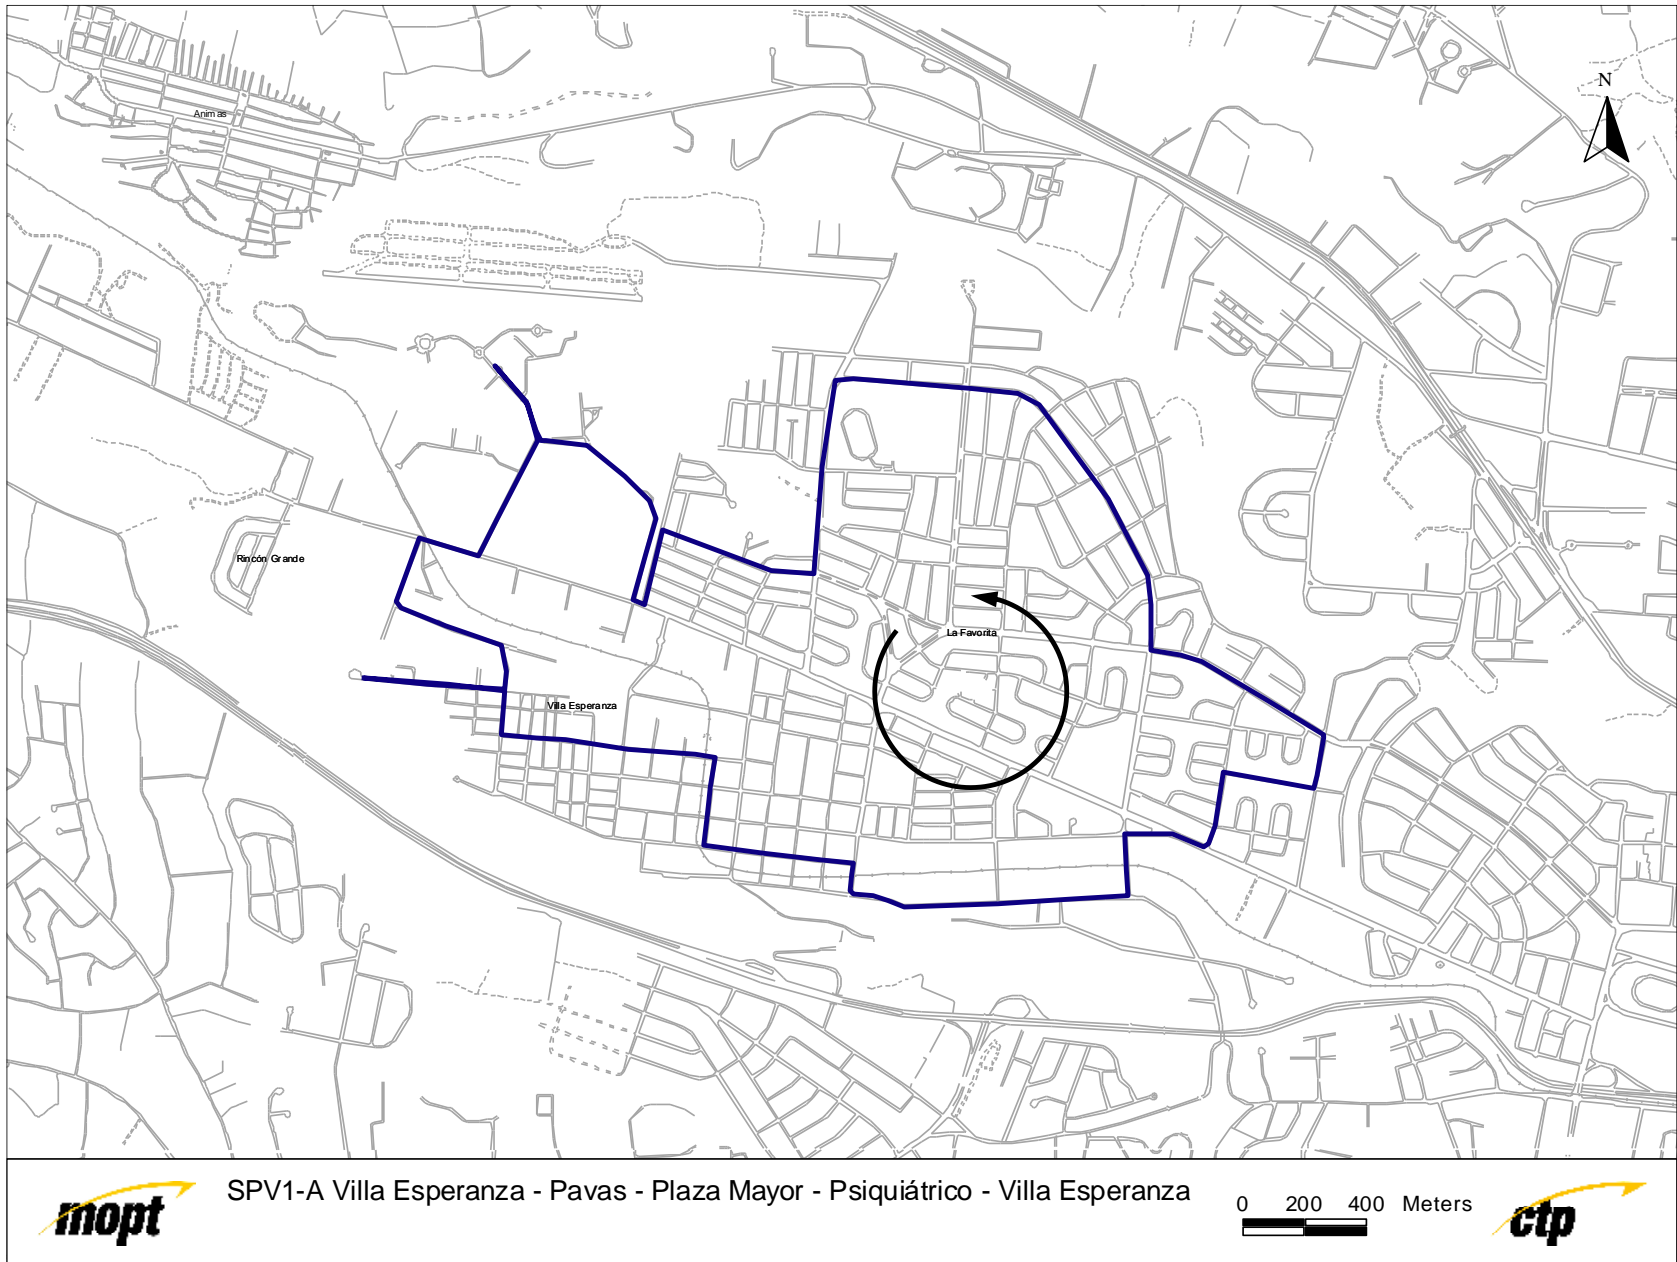 N
Animas
Rincón Grande
La Favorita
Villa Esperanza
mopt
SPV1-A Villa Esperanza - Pavas - Plaza Mayor - Psiquiátrico - Villa Esperanza
0 200 400 Meters
ctp